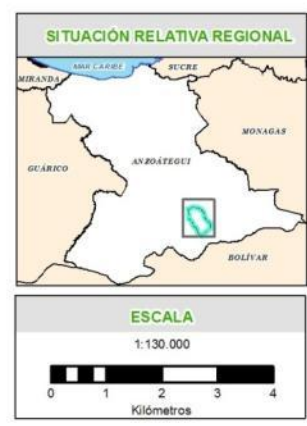 SITUACIÓN RELATIVA REGIONAL
MAR CARIBE
SUCRE
MIRANDA
MONAGAS
GUÁRICO
ANZOÁTEGUI
BOLÍVAR
ESCALA
1:130.000
0 1 2 3 4
Kilómetros